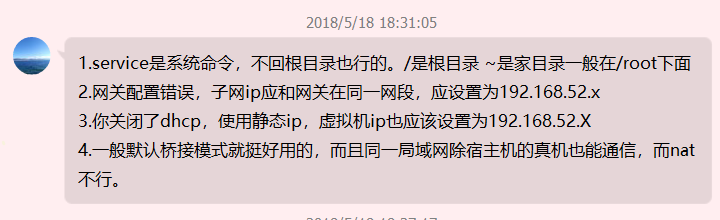 2018/5/18 18:31:05
1.service是系统命令，不回根目录也行的。/是根目录 ~是家目录一般在/root下面
2.网关配置错误，子网ip应和网关在同一网段，应设置为192.168.52.x
3.你关闭了dhcp，使用静态ip，虚拟机ip也应该设置为192.168.52.X
4.一般默认桥接模式就挺好用的，而且同一局域网除宿主机的真机也能通信，而nat
不行。